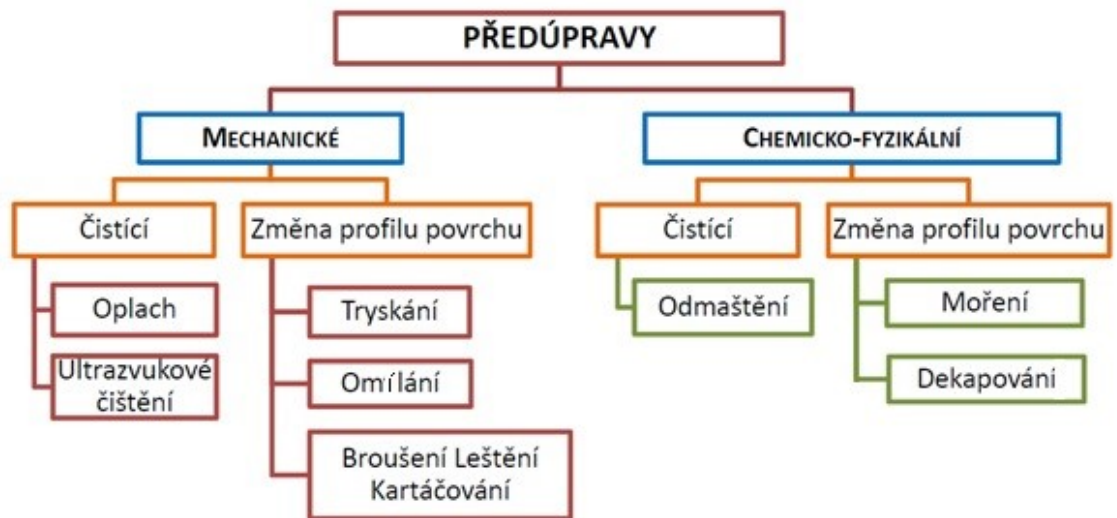 PŘEDÚPRAVY
MECHANICKÉ
CHEMICKO-FYZIKÁLNÍ
Čistící
Změna profilu povrchu
Čistící
Změna profilu povrchu
Oplach
Ultrazvukové
čištění
Tryskání
Omílání
Broušení Leštění
Kartáčování
Odmaštění
Moření
Dekapování